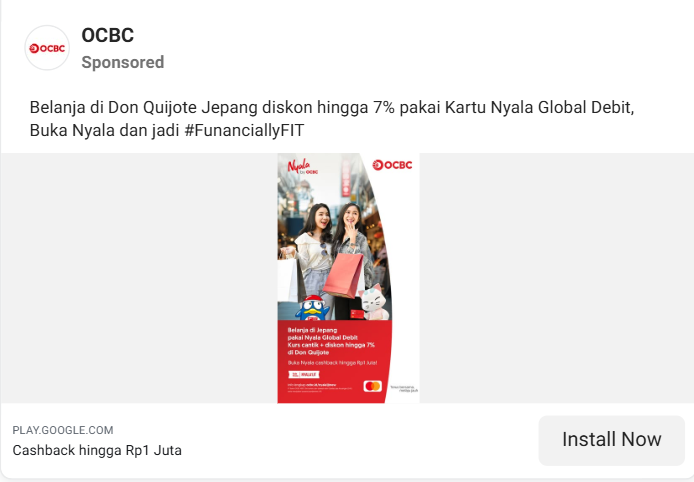 OCBC
OCBC
Sponsored
Belanja di Don Quijote Jepang diskon hingga 7% pakai Kartu Nyala Global Debit,
Buka Nyala dan jadi #FunanciallyFIT
Nyala
by OCBC
OCBC
Belanja di Jepang
pakai Nyala Global Debit
Kurs cantik + diskon hingga 7%
di Don Quijote
Buka Nyala cashback hingga Rp1 Juta!
PLAY.GOOGLE.COM
Cashback hingga Rp1 Juta
Install Now